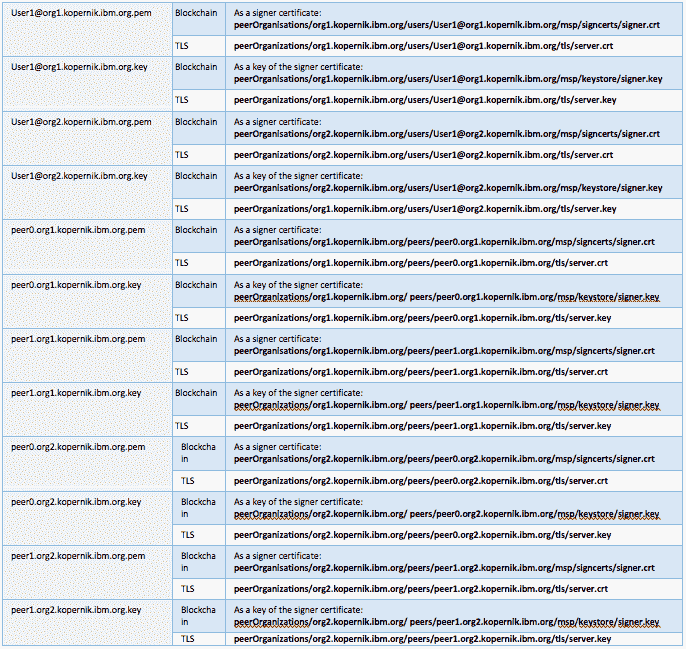 User1@org1.kopernik.ibm.org.pem
Blockchain
As a signer certificate:
peerOrganisations/org1.kopernik.ibm.org/users/User1@org1.kopernik.ibm.org/msp/signcerts/signer.crt
TLS
peerOrganisations/org1.kopernik.ibm.org/users/User1@org1.kopernik.ibm.org/tls/server.crt
User1@org1.kopernik.ibm.org.key
Blockchain
As a key of the signer certificate:
peerOrganizations/org1.kopernik.ibm.org/users/User1@org1.kopernik.ibm.org/msp/keystore/signer.key
TLS
peerOrganizations/org1.kopernik.ibm.org/users/User1@org1.kopernik.ibm.org/tls/server.key
User1@org2.kopernik.ibm.org.pem
Blockchain
As a signer certificate:
peerOrganisations/org2.kopernik.ibm.org/users/User1@org2.kopernik.ibm.org/msp/signcerts/signer.crt
TLS
peerOrganisations/org2.kopernik.ibm.org/users/User1@org2.kopernik.ibm.org/tls/server.crt
User1@org2.kopernik.ibm.org.key
Blockchain
As a key of the signer certificate:
peerOrganizations/org2.kopernik.ibm.org/users/User1@org2.kopernik.ibm.org/msp/keystore/signer.key
TLS
peerOrganizations/org2.kopernik.ibm.org/users/User1@org2.kopernik.ibm.org/tls/server.key
peer0.org1.kopernik.ibm.org.pem
Blockchain
As a signer certificate:
peerOrganisations/org1.kopernik.ibm.org/peers/peer0.org1.kopernik.ibm.org/msp/signcerts/signer.crt
TLS
peerOrganisations/org1.kopernik.ibm.org/peers/peer0.org1.kopernik.ibm.org/tls/server.crt
peer0.org1.kopernik.ibm.org.key
Blockchain
As a key of the signer certificate:
peerOrganizations/org1.kopernik.ibm.org/ peers/peer0.org1.kopernik.ibm.org/msp/keystore/signer.key
TLS
peerOrganizations/org1.kopernik.ibm.org/peers/peer0.org1.kopernik.ibm.org/tls/server.key
peer1.org1.kopernik.ibm.org.pem
Blockchain
As a signer certificate:
peerOrganisations/org1.kopernik.ibm.org/peers/peer1.org1.kopernik.ibm.org/msp/signcerts/signer.crt
TLS
peerOrganisations/org1.kopernik.ibm.org/peers/peer1.org1.kopernik.ibm.org/tls/server.crt
peer1.org1.kopernik.ibm.org.key
Blockchain
As a key of the signer certificate:
peerOrganizations/org1.kopernik.ibm.org/ peers/peer1.org1.kopernik.ibm.org/msp/keystore/signer.key
TLS
peerOrganizations/org1.kopernik.ibm.org/peers/peer1.org1.kopernik.ibm.org/tls/server.key
peer0.org2.kopernik.ibm.org.pem
Blockcha
in
As a signer certificate:
peerOrganisations/org2.kopernik.ibm.org/peers/peer0.org2.kopernik.ibm.org/msp/signcerts/signer.crt
TLS
peerOrganisations/org2.kopernik.ibm.org/peers/peer0.org2.kopernik.ibm.org/tls/server.crt
peer0.org2.kopernik.ibm.org.key
Blockcha
in
As a key of the signer certificate:
peerOrganizations/org2.kopernik.ibm.org/ peers/peer0.org2.kopernik.ibm.org/msp/keystore/signer.key
TLS
peerOrganizations/org2.kopernik.ibm.org/peers/peer0.org2.kopernik.ibm.org/tls/server.key
peer1.org2.kopernik.ibm.org.pem
Blockcha
in
As a signer certificate:
peerOrganisations/org2.kopernik.ibm.org/peers/peer1.org2.kopernik.ibm.org/msp/signcerts/signer.crt
TLS
peerOrganisations/org2.kopernik.ibm.org/peers/peer1.org2.kopernik.ibm.org/tls/server.crt
peer1.org2.kopernik.ibm.org.key
Blockcha
in
As a key of the signer certificate:
peerOrganizations/org2.kopernik.ibm.org/ peers/peer1.org2.kopernik.ibm.org/msp/keystore/signer.key
TLS
peerOrganizations/org2.kopernik.ibm.org/peers/peer1.org2.kopernik.ibm.org/tls/server.key